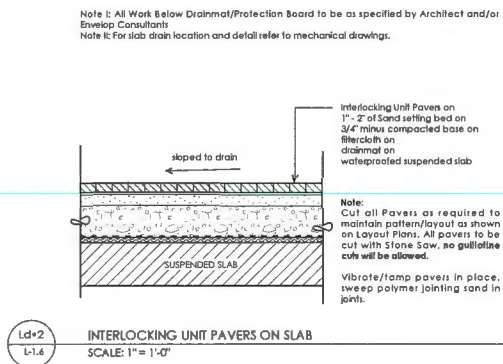 Note I: All Work Below Drainmat/Protection Board to be as specified by Architect and/or
Envelop Consultants
Note II: For slab drain location and detail refer to mechanical drawings.
Interlocking Unit Pavers on
1" - 2" of Sand setting bed on
3/4" minus compacted base on
filtercloth on
drainmat on
waterproofed suspended slab
sloped to drain
Note:
Cut all Pavers as required to
maintain pattern/layout as shown
on Layout Plans. All pavers to be
cut with Stone Saw, no guillotine
cuts will be allowed.
Vibrate/tamp pavers in place,
sweep polymer jointing sand in
joints.
SUSPENDED SLAB
Ld-2
L-1.6
INTERLOCKING UNIT PAVERS ON SLAB
SCALE: 1" = 1'-0"